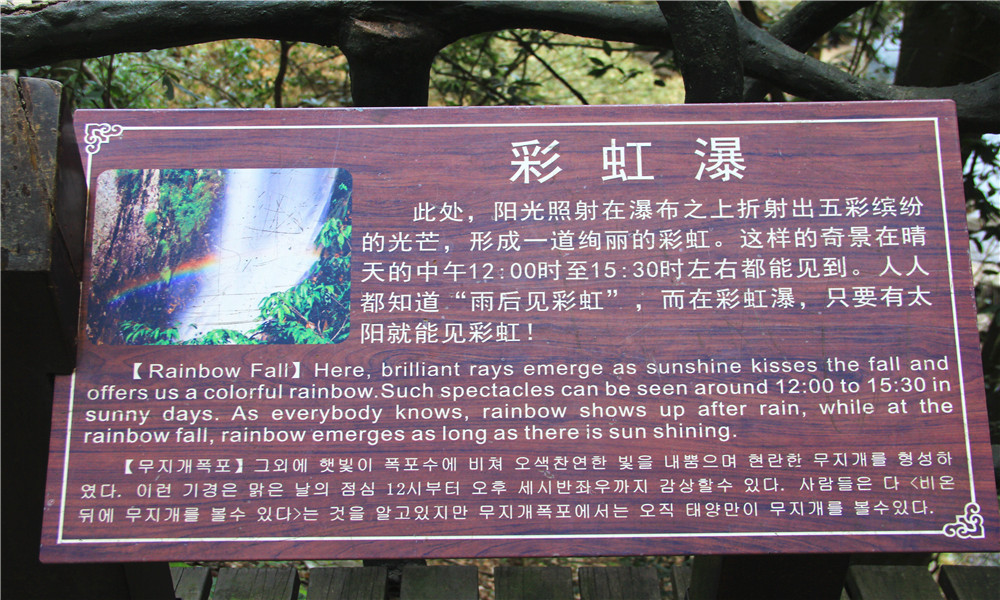 彩虹瀑
此处，阳光照射在瀑布之上折射出五彩缤纷
的光芒，形成一道绚丽的彩虹。这样的奇景在晴
天的中午12:00时至15:30时左右都能见到。人人
都知道“雨后见彩虹”，而在彩虹瀑，只要有太
阳就能见彩虹！
【Rainbow Fall】Here, brilliant rays emerge as sunshine kisses the fall and
offers us a colorful rainbow.Such spectacles can be seen around 12:00 to 15:30 in
sunny days. As everybody knows, rainbow shows up after rain, while at the
rainbow fall, rainbow emerges as long as there is sun shining.
【무지개폭포】그외에 햇빛이 폭포수에 비쳐 오색찬연한 빛을 내뿜으며 현란한 무지개를 형성하
였다. 이런 기경은 맑은 날의 점심 12시부터 오후 세시반좌우까지 감상할수 있다. 사람들은 다 <비온
뒤에 무지개를 볼수 있다>는 것을 알고있지만 무지개폭포에서는 오직 태양만이 무지개를 볼수있다.